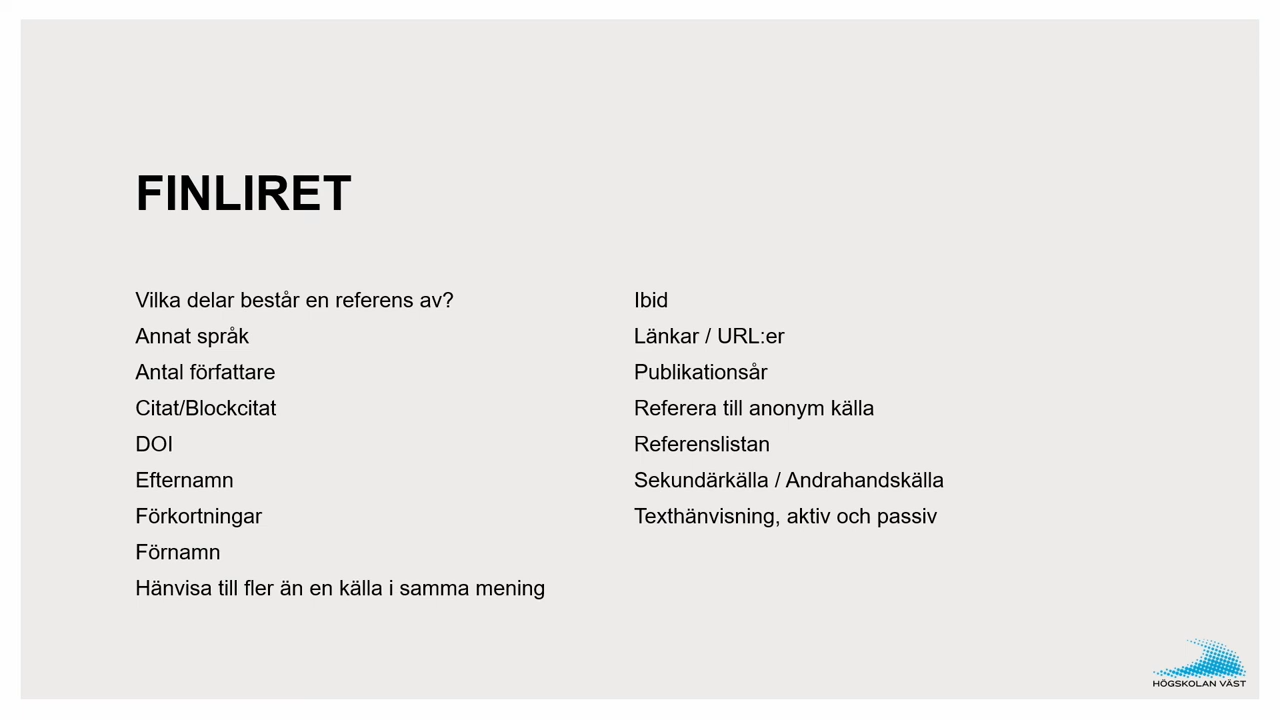 FINLIRET
Vilka delar består en referens av?
Annat språk
Antal författare
Citat/Blockcitat
DOI
Efternamn
Förkortningar
Förnamn
Hänvisa till fler än en källa i samma mening
Ibid
Länkar / URL:er
Publikationsår
Referera till anonym källa
Referenslistan
Sekundärkälla / Andrahandskälla
Texthänvisning, aktiv och passiv
HÖGSKOLAN VÄST